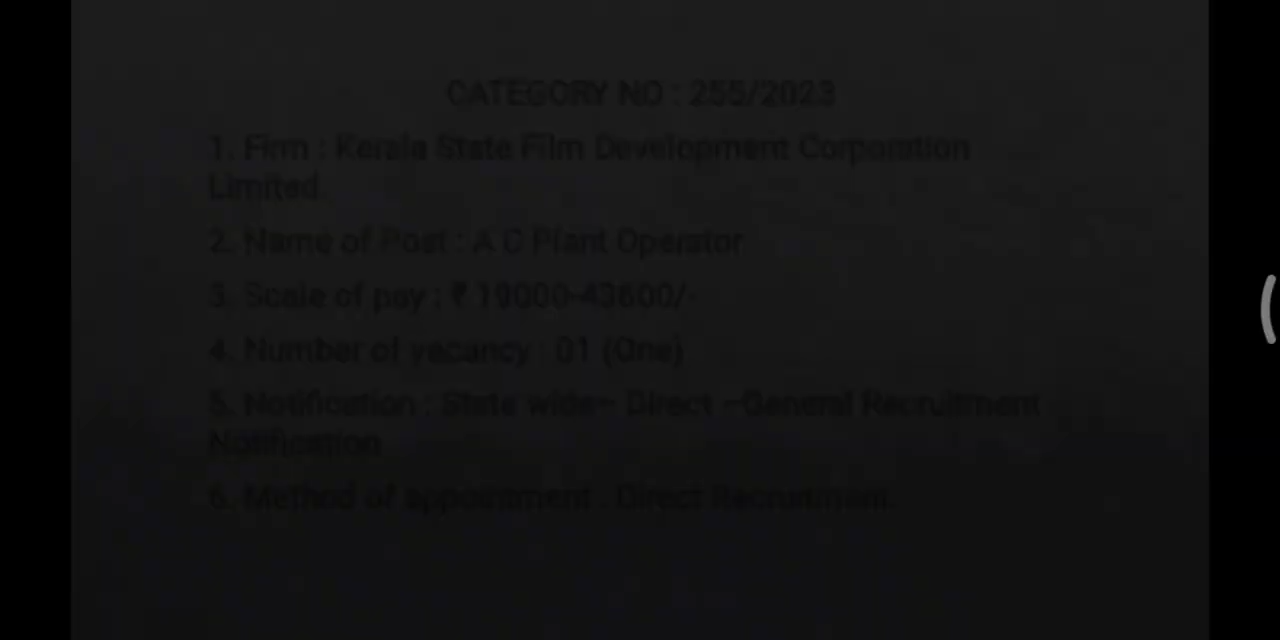 CATEGORY NO : 255/2023
1. Firm : Kerala State Film Development Corporation
Limited
2. Name of Post : A C Plant Operator
3. Scale of pay : ₹ 19000-43600/-
4. Number of vacancy : 01 (One)
5. Notification : State wide– Direct –General Recruitment
Notification
6. Method of appointment : Direct Recruitment